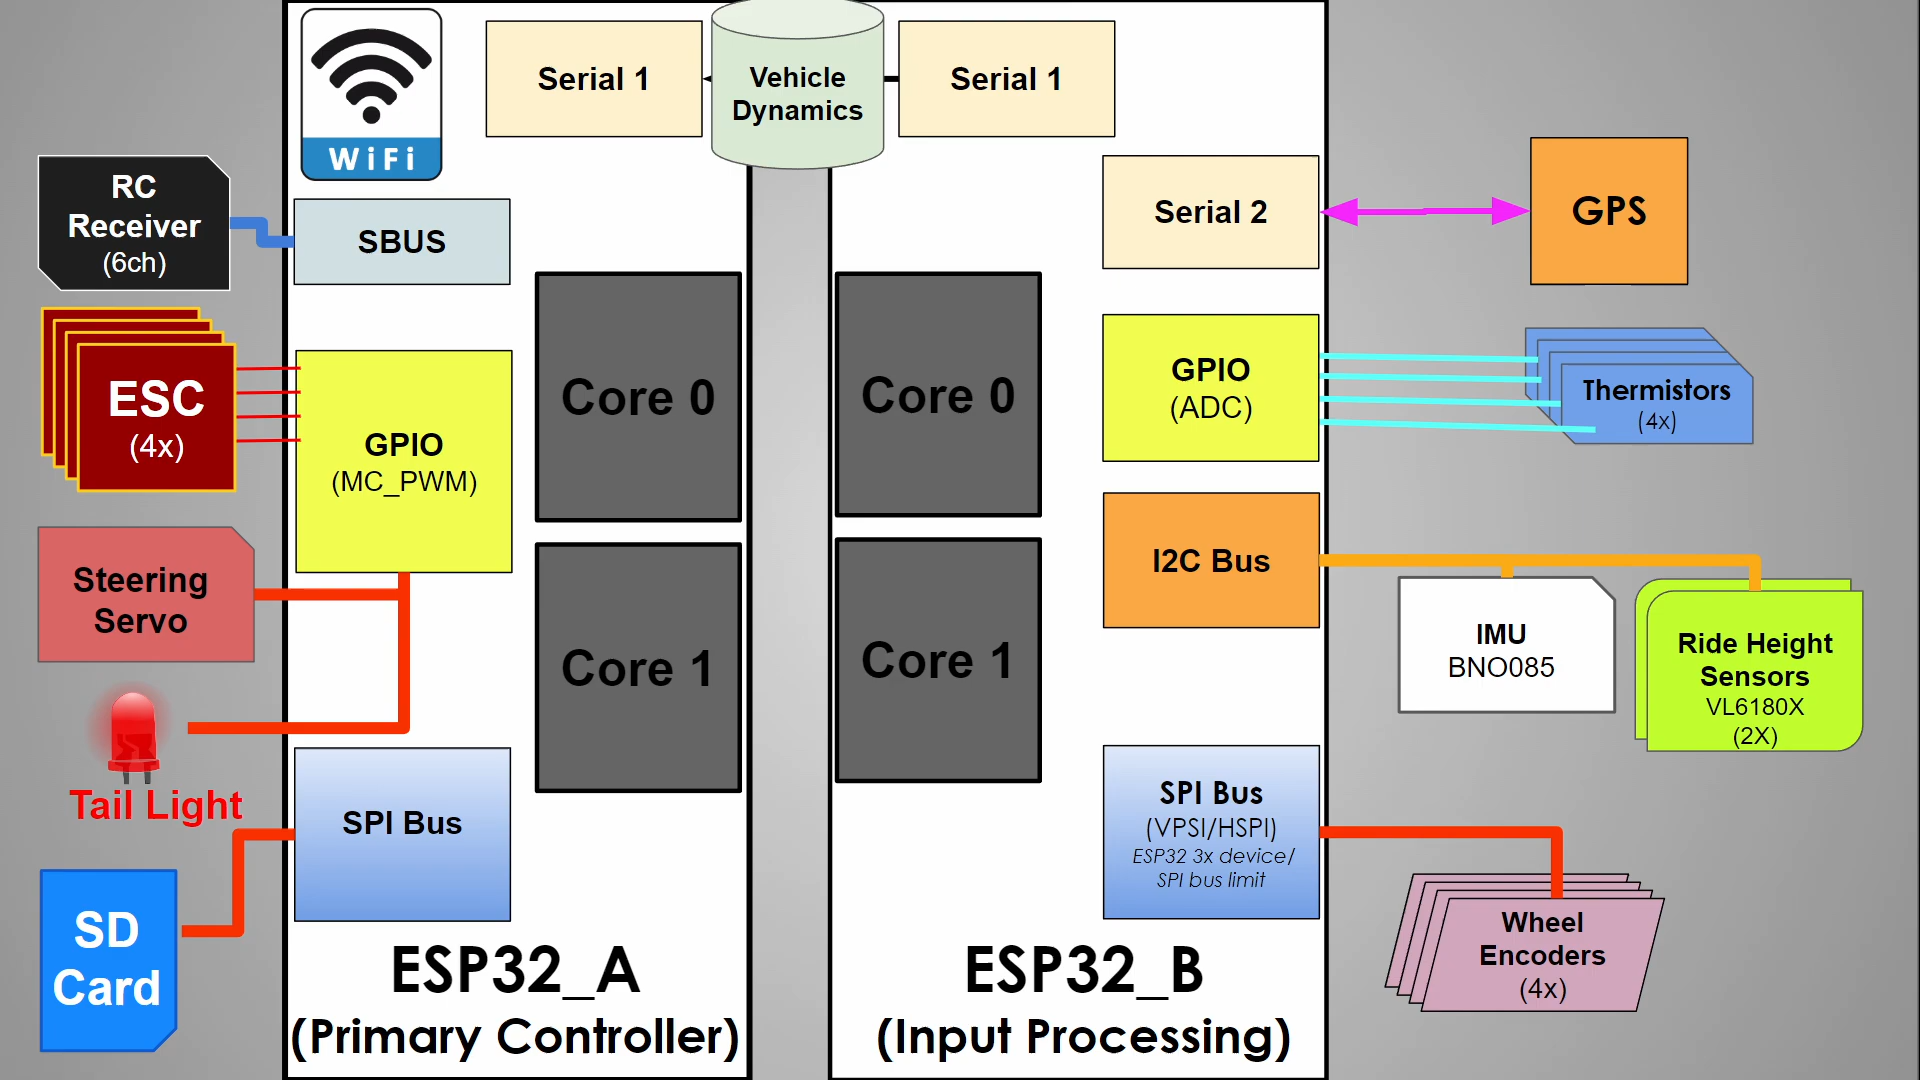 WiFi
Serial 1
Vehicle
Dynamics
Serial 1
RC
Receiver
(6ch)
SBUS
Serial 2
GPS
ESC
(4x)
GPIO
(MC_PWM)
Core 0
Core 0
GPIO
(ADC)
Thermistors
(4x)
Steering
Servo
Core 1
Core 1
I2C Bus
IMU
BNO085
Ride Height
Sensors
VL6180X
(2X)
Tail Light
SPI Bus
SPI Bus
(VPSI/HSPI)
ESP32 3x device/
SPI bus limit
SD
Card
Wheel
Encoders
(4x)
ESP32_A
(Primary Controller)
ESP32_B
(Input Processing)